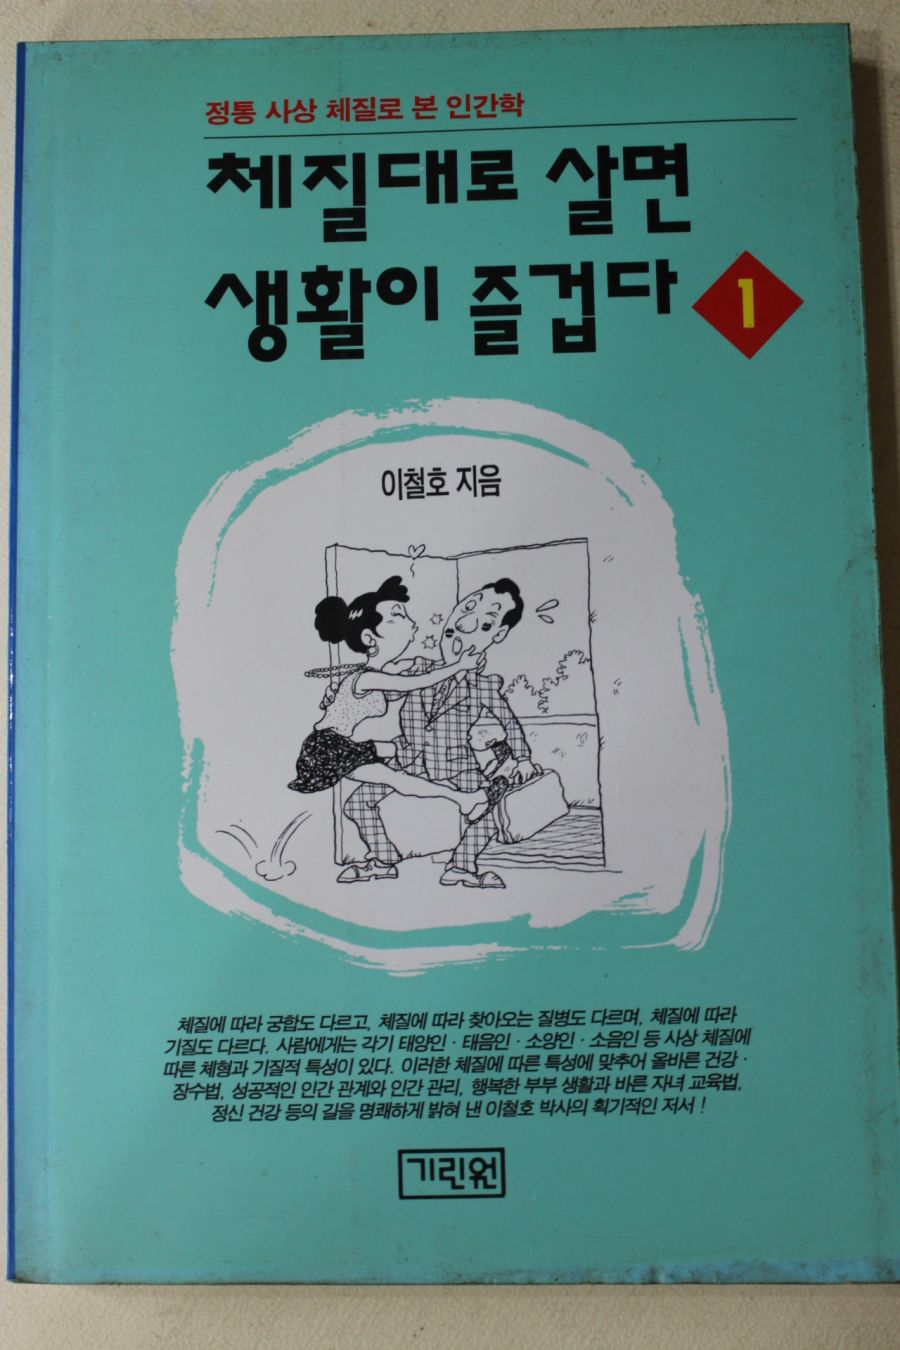 정통 사상 체질로 본 인간학
체질대로 살면
생활이 즐겁다
1
이철호 지음
체질에 따라 궁합도 다르고, 체질에 따라 찾아오는 질병도 다르며, 체질에 따라
기질도 다르다. 사람에게는 각기 태양인 · 태음인 · 소양인 · 소음인 등 사상 체질에
따른 체형과 기질적 특성이 있다. 이러한 체질에 따른 특성에 맞추어 올바른 건강 ·
장수법, 성공적인 인간 관계와 인간 관리, 행복한 부부 생활과 바른 자녀 교육법,
정신 건강 등의 길을 명쾌하게 밝혀 낸 이철호 박사의 획기적인 저서 !
기린원